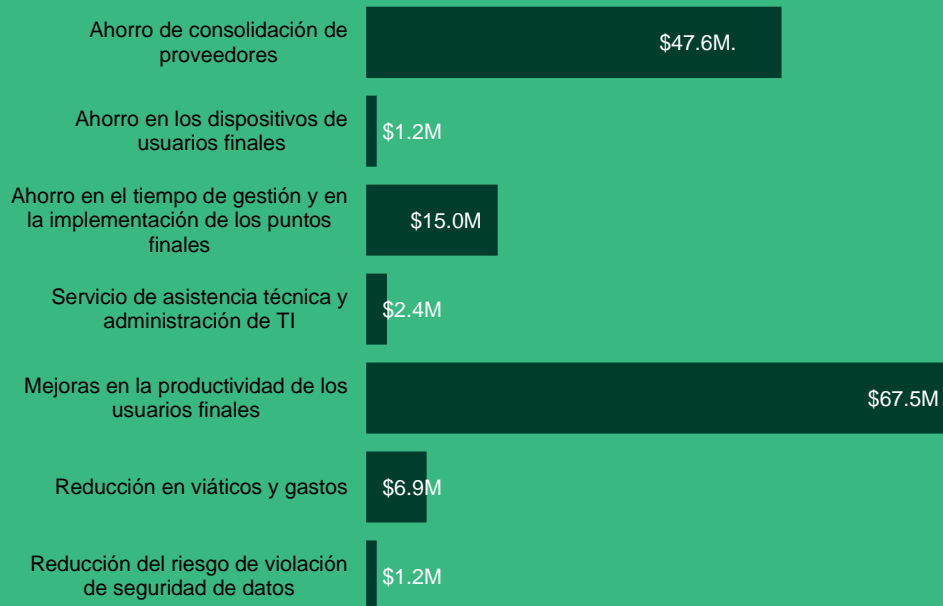 Ahorro de consolidación de
proveedores
$47.6M.
Ahorro en los dispositivos de
usuarios finales
$1.2M
Ahorro en el tiempo de gestión y en
la implementación de los puntos
finales
$15.0M
Servicio de asistencia técnica y
administración de TI
$2.4M
Mejoras en la productividad de los
usuarios finales
$67.5M
Reducción en viáticos y gastos
$6.9M
Reducción del riesgo de violación
de seguridad de datos
$1.2M